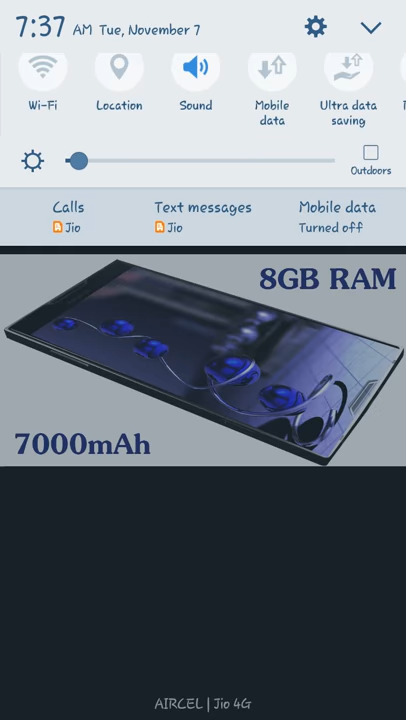 7:37 AM Tue, November 7
Wi-Fi Location Sound Mobile data Ultra data saving
Outdoors
Calls Text messages Mobile data
Jio Jio Turned off
8GB RAM
7000mAh
AIRCEL | Jio 4G